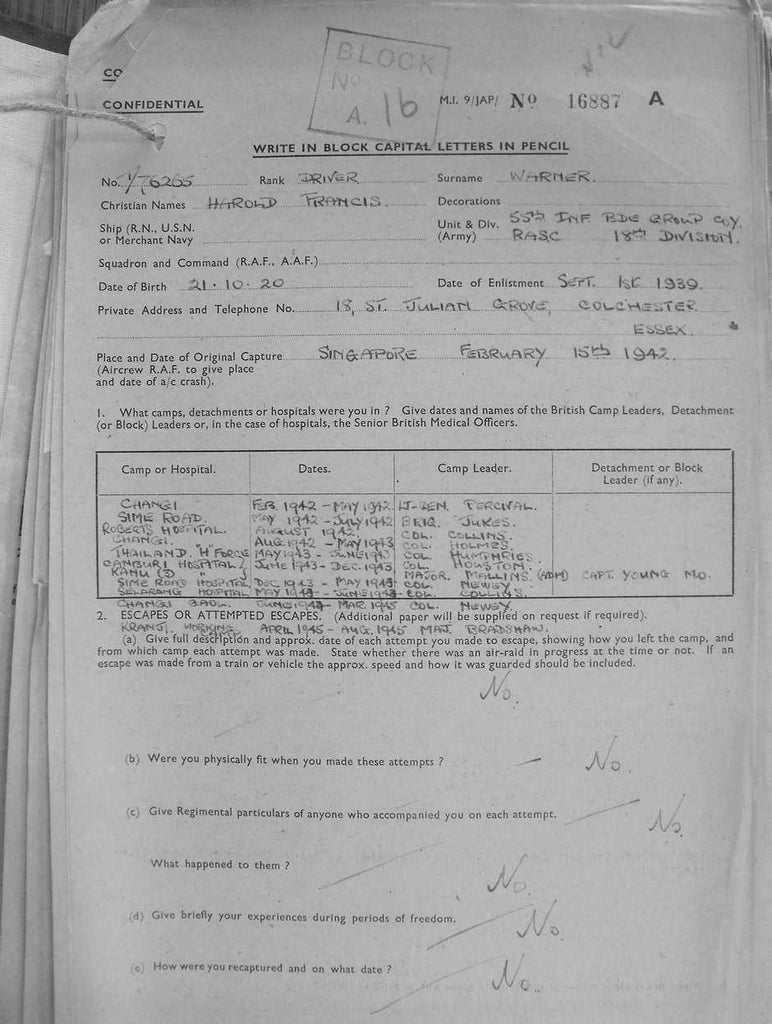 CO
BLOCK
No
A. 16
CONFIDENTIAL
M.I. 9/JAP/ No 16887 A
WRITE IN BLOCK CAPITAL LETTERS IN PENCIL
No. T/76265 Rank DRIVER Surname WARNER.
Christian Names HAROLD FRANCIS. Decorations
Ship (R.N., U.S.N. or Merchant Navy
Unit & Div. (Army) 55TH INF BDE GROUP COY. RASC 18TH DIVISION.
Squadron and Command (R.A.F., A.A.F.)
Date of Birth 21.10.20 Date of Enlistment SEPT. 1st 1939.
Private Address and Telephone No. 18, ST. JULIAN GROVE, COLCHESTER
ESSEX.
Place and Date of Original Capture SINGAPORE FEBRUARY 15th 1942.
(Aircrew R.A.F. to give place
and date of a/c crash).
1. What camps, detachments or hospitals were you in ? Give dates and names of the British Camp Leaders, Detachment
(or Block) Leaders or, in the case of hospitals, the Senior British Medical Officers.
Camp or Hospital. Dates. Camp Leader. Detachment or Block Leader (if any).
CHANGI FEB. 1942 - MAY 1942 LT-GEN. PERCIVAL.
SIME ROAD. MAY 1942 - JULY 1942 BRIG. JUKES.
ROBERTS HOSPITAL. AUGUST 1942. COL. COLLINS.
CHANGI. AUG. 1942 - MAY 1943 COL. HOLMES.
THAILAND. "H" FORCE MAY 1943 - JUNE 1943 COL. HUMPHRIES.
CANBURI HOSPITAL JUNE 1943 - DEC. 1943 COL. HOUSTON.
KANU (3) MAJOR. MALLINS. (ADM) CAPT. YOUNG MO.
SIME ROAD HOSPITAL DEC 1943 - MAY 1944 COL. NEWEY
SELARANG HOSPITAL MAY 1944 - JUNE 1944 COL. COLLINS.
CHANGI GAOL. JUNE 1944 - MAR. 1945 COL. NEWEY.
2. ESCAPES OR ATTEMPTED ESCAPES. (Additional paper will be supplied on request if required).
KRANJI. WORKING. APRIL 1945 - AUG. 1945 MAJ. BRADSHAW.
(a) Give full description and approx. date of each attempt you made to escape, showing how you left the camp, and
from which camp each attempt was made. State whether there was an air-raid in progress at the time or not. If an
escape was made from a train or vehicle the approx. speed and how it was guarded should be included.
No.
(b) Were you physically fit when you made these attempts ? — No.
(c) Give Regimental particulars of anyone who accompanied you on each attempt.
No.
What happened to them ?
No.
(d) Give briefly your experiences during periods of freedom.
No.
(e) How were you recaptured and on what date ?
No.